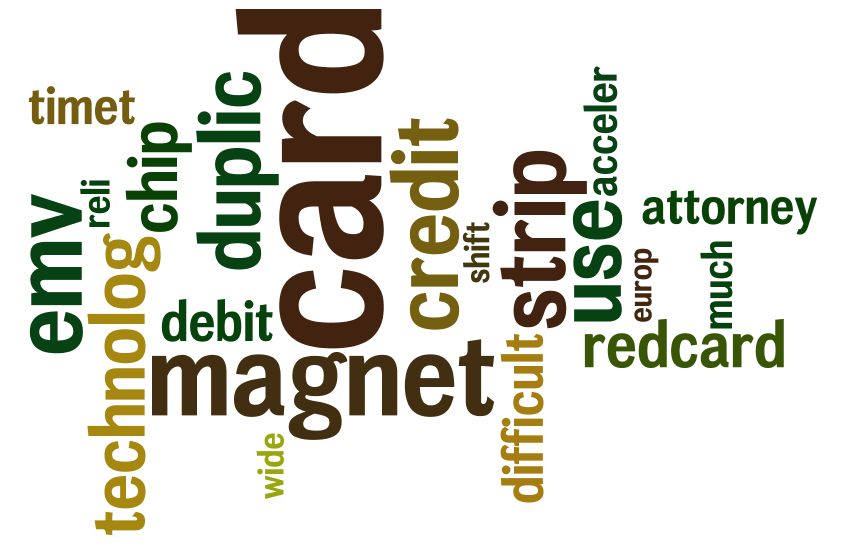 card
timet
acceler
duplic
credit
chip
strip
reli
attorney
emv
use
shift
technolog
much
europ
debit
redcard
magnet
difficult
wide